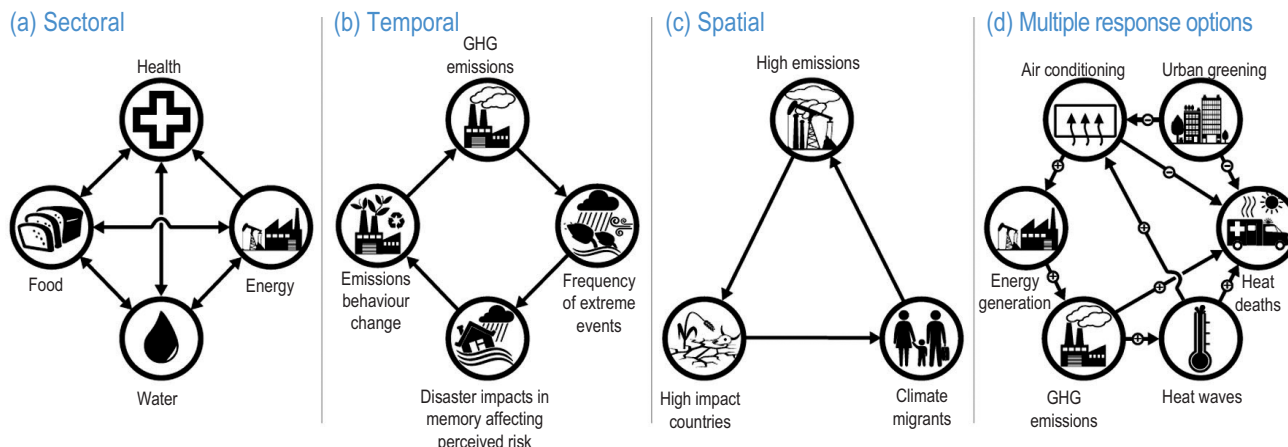 (a) Sectoral
Health
Food
Energy
Water
(b) Temporal
GHG
emissions
Emissions
behaviour
change
Frequency
of extreme
events
Disaster impacts in
memory affecting
perceived risk
(c) Spatial
High emissions
High impact
countries
Climate
migrants
(d) Multiple response options
Air conditioning
Urban greening
Energy
generation
Heat
deaths
GHG
emissions
Heat waves